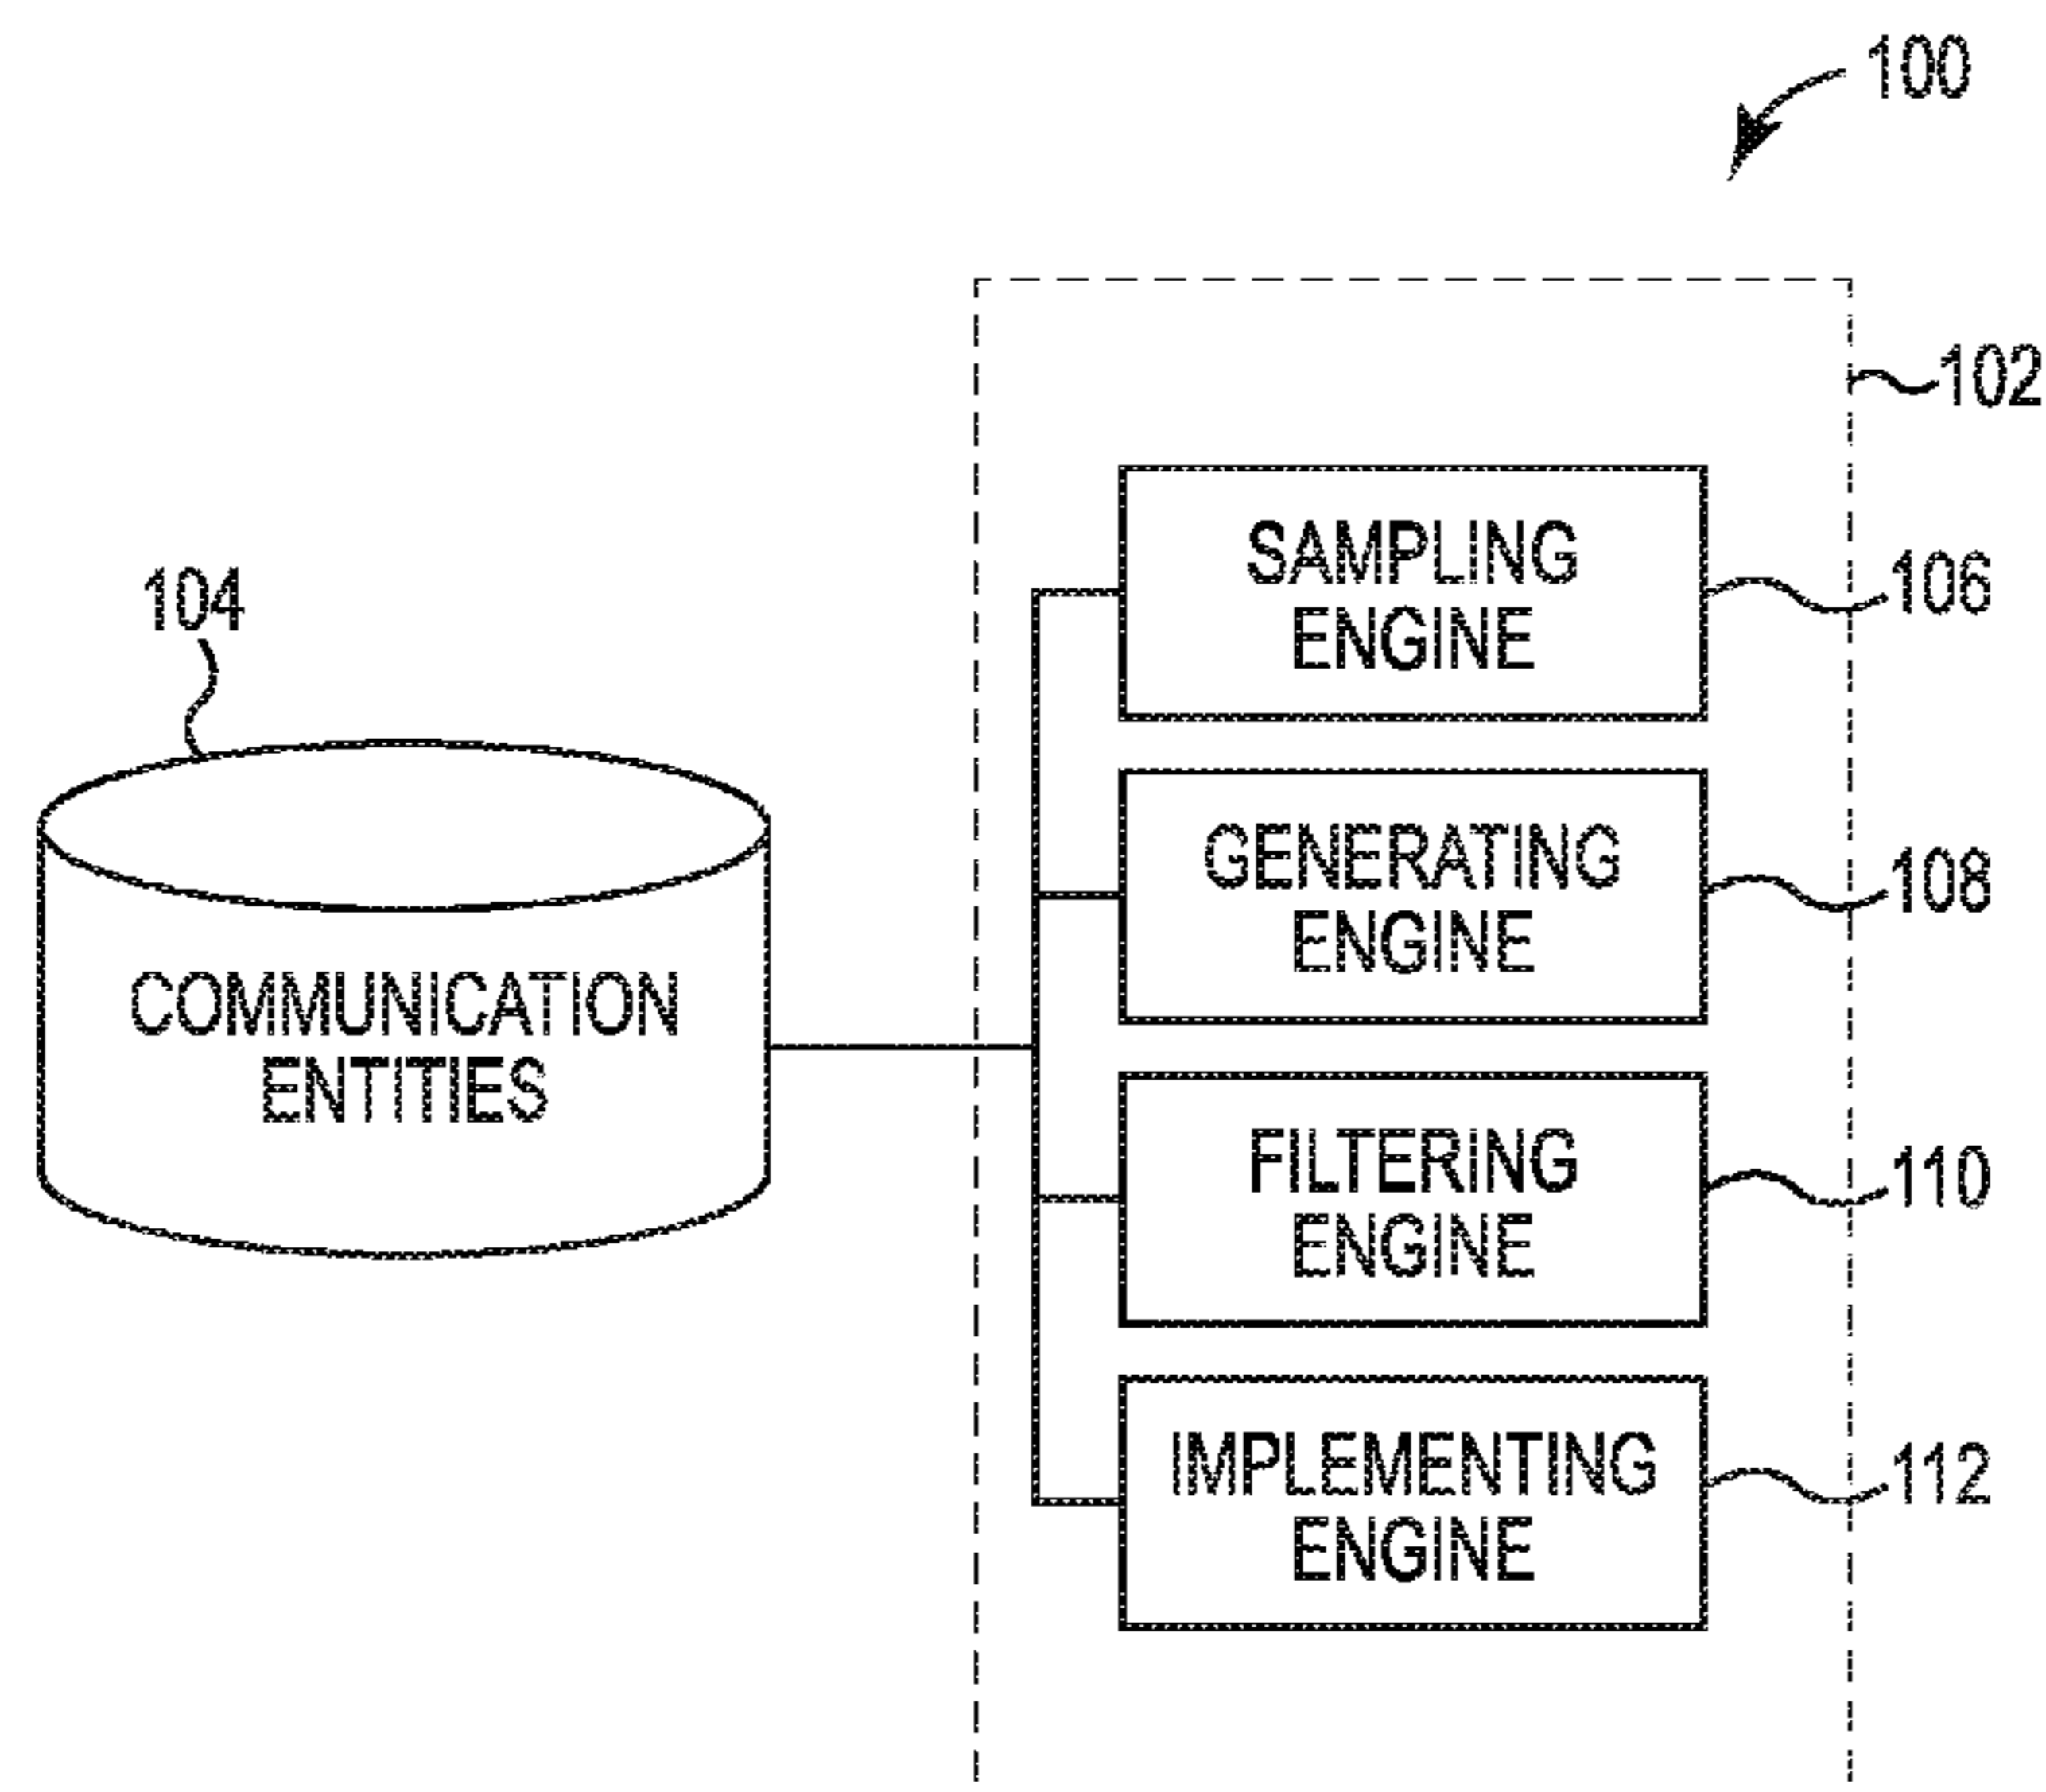 100
102
SAMPLING
ENGINE
106
104
GENERATING
ENGINE
108
COMMUNICATION
ENTITIES
FILTERING
ENGINE
110
IMPLEMENTING
ENGINE
112